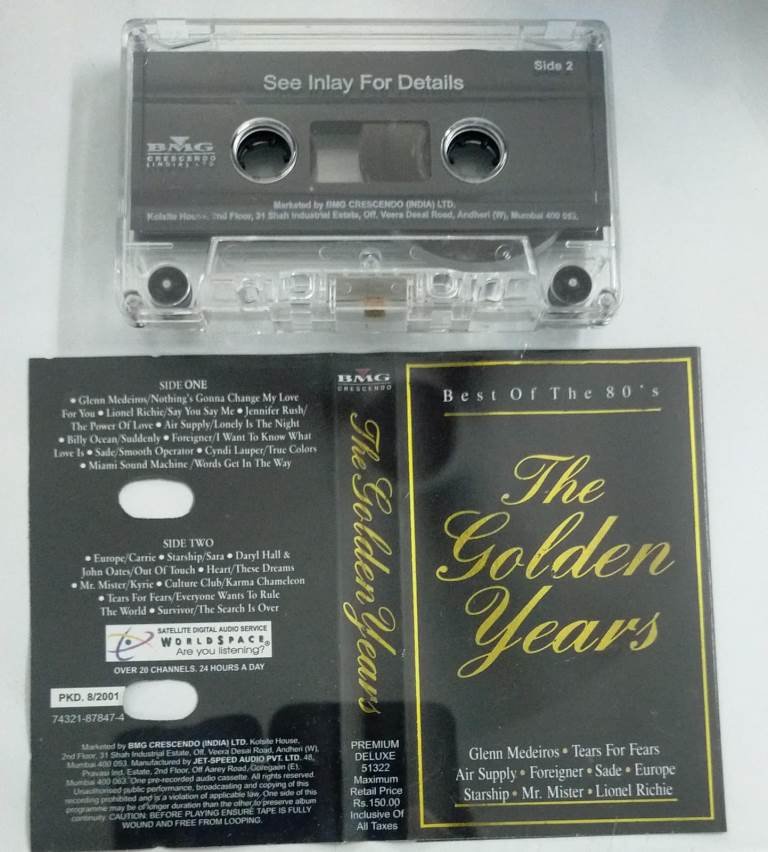 Side 2
See Inlay For Details
BMG
CRESCENDO
(INDIA) LTD
Marketed by BMG CRESCENDO (INDIA) LTD.
Kolsite House, 2nd Floor, 31 Shah Industrial Estate, Off. Veera Desai Road, Andheri (W), Mumbai 400 053.
SIDE ONE
• Glenn Medeiros/Nothing's Gonna Change My Love
For You • Lionel Richie/Say You Say Me • Jennifer Rush/
The Power Of Love • Air Supply/Lonely Is The Night
• Billy Ocean/Suddenly • Foreigner/I Want To Know What
Love Is • Sade/Smooth Operator • Cyndi Lauper/True Colors
• Miami Sound Machine /Words Get In The Way
SIDE TWO
• Europe/Carrie • Starship/Sara • Daryl Hall &
John Oates/Out Of Touch • Heart/These Dreams
• Mr. Mister/Kyrie • Culture Club/Karma Chameleon
• Tears For Fears/Everyone Wants To Rule
The World • Survivor/The Search Is Over
SATELLITE DIGITAL AUDIO SERVICE
WORLDSPACE®
Are you listening?
OVER 20 CHANNELS. 24 HOURS A DAY
PKD. 8/2001
74321-87847-4
Marketed by BMG CRESCENDO (INDIA) LTD. Kolsite House,
2nd Floor, 31 Shah Industrial Estate, Off. Veera Desai Road, Andheri (W),
Mumbai 400 053. Manufactured by JET-SPEED AUDIO PVT. LTD. 48,
Pravasi Ind. Estate, 2nd Floor, Off Aarey Road, Goregaon (E),
Mumbai 400 063. One pre-recorded audio cassette. All rights reserved.
Unauthorised public performance, broadcasting and copying of this
recording prohibited and is a violation of applicable law. One side of this
programme may be of longer duration than the other to preserve album
continuity. CAUTION: BEFORE PLAYING ENSURE TAPE IS FULLY
WOUND AND FREE FROM LOOPING.
BMG
CRESCENDO
The Golden Years
PREMIUM
DELUXE
51322
Maximum
Retail Price
Rs.150.00
Inclusive Of
All Taxes
Best Of The 80's
The
Golden
Years
Glenn Medeiros • Tears For Fears
Air Supply • Foreigner • Sade • Europe
Starship • Mr. Mister • Lionel Richie